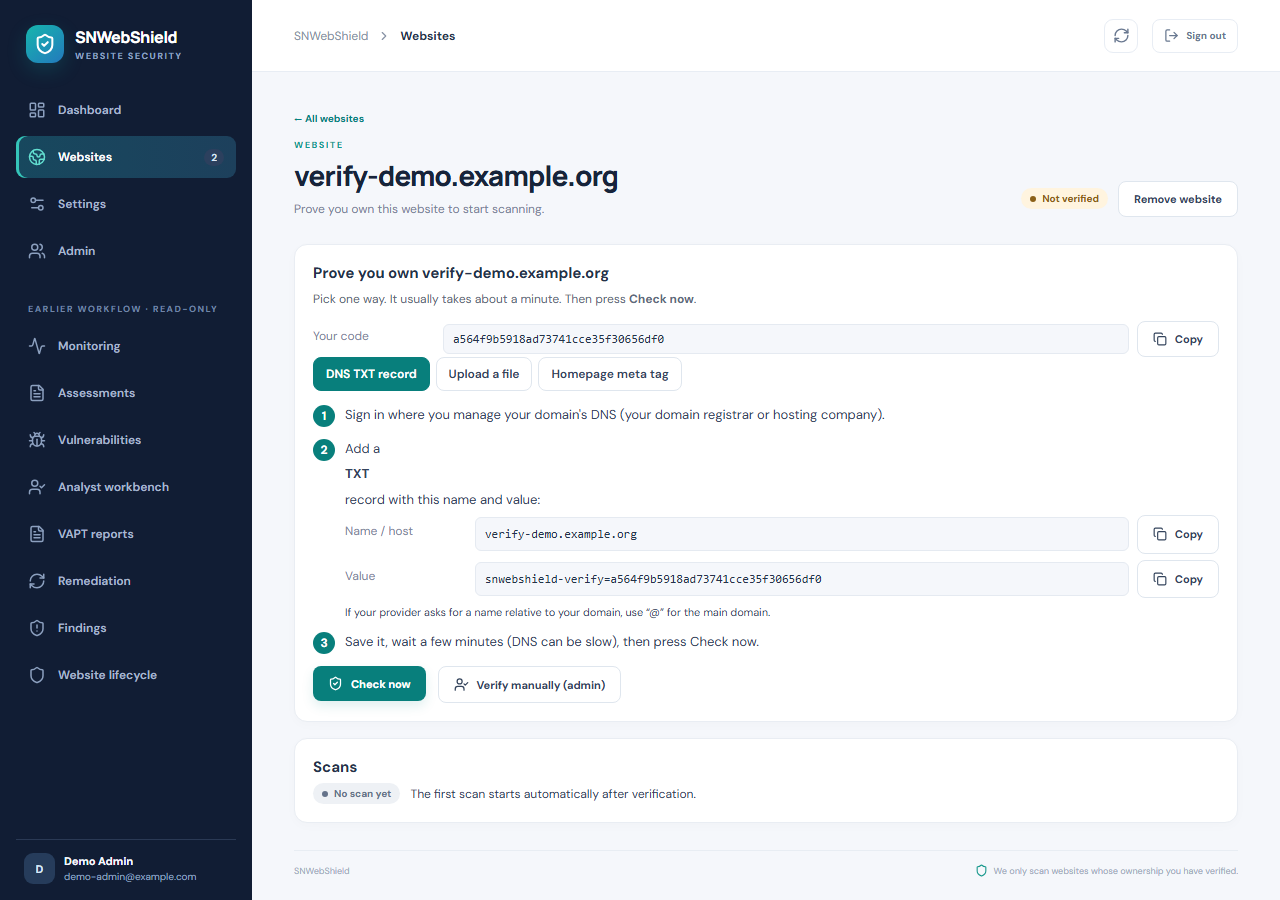 SNWebShield
WEBSITE SECURITY
Dashboard
Websites 2
Settings
Admin
EARLIER WORKFLOW · READ-ONLY
Monitoring
Assessments
Vulnerabilities
Analyst workbench
VAPT reports
Remediation
Findings
Website lifecycle
D
Demo Admin
demo-admin@example.com
SNWebShield > Websites
Sign out
← All websites
WEBSITE
verify-demo.example.org
Prove you own this website to start scanning.
Not verified
Remove website
Prove you own verify-demo.example.org
Pick one way. It usually takes about a minute. Then press Check now.
Your code a564f9b5918ad73741cce35f30656df0 Copy
DNS TXT record Upload a file Homepage meta tag
1 Sign in where you manage your domain's DNS (your domain registrar or hosting company).
2 Add a
TXT
record with this name and value:
Name / host verify-demo.example.org Copy
Value snwebshield-verify=a564f9b5918ad73741cce35f30656df0 Copy
If your provider asks for a name relative to your domain, use “@” for the main domain.
3 Save it, wait a few minutes (DNS can be slow), then press Check now.
Check now Verify manually (admin)
Scans
No scan yet The first scan starts automatically after verification.
SNWebShield
We only scan websites whose ownership you have verified.